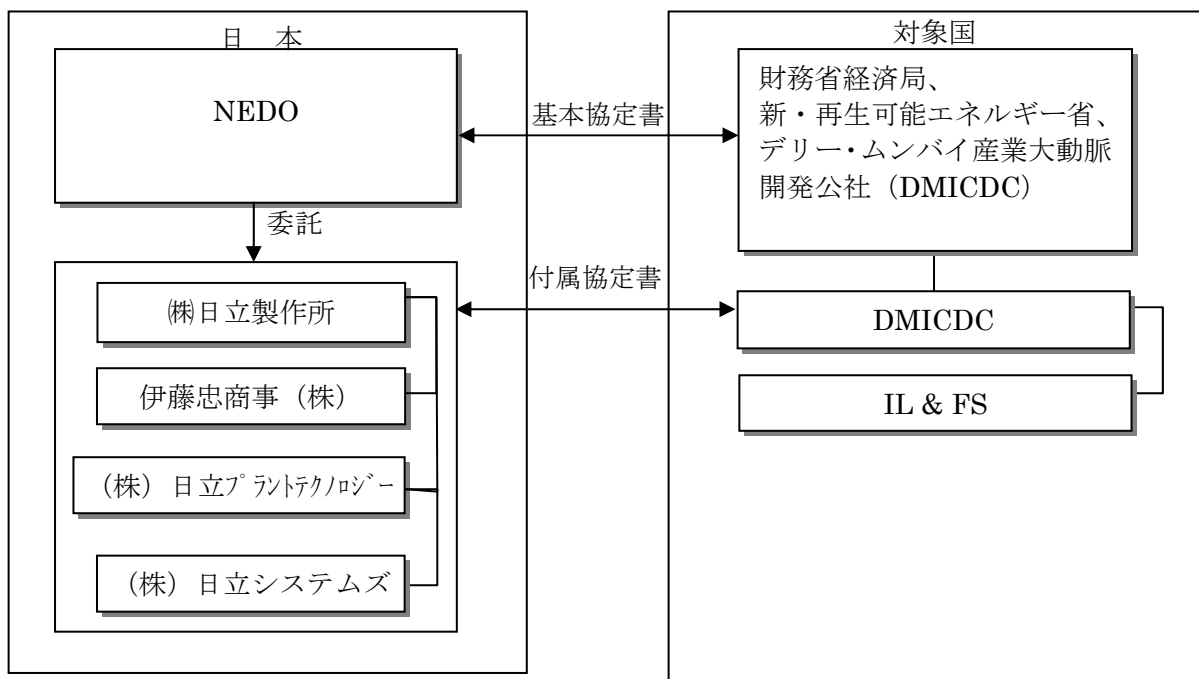 日　本
NEDO
委託
㈱日立製作所
伊藤忠商事（株）
（株）日立ﾌﾟﾗﾝﾄﾃｸﾉﾛｼﾞｰ
（株）日立システムズ
基本協定書
付属協定書
対象国
財務省経済局、
新・再生可能エネルギー省、
デリー・ムンバイ産業大動脈
開発公社（DMICDC）
DMICDC
IL & FS